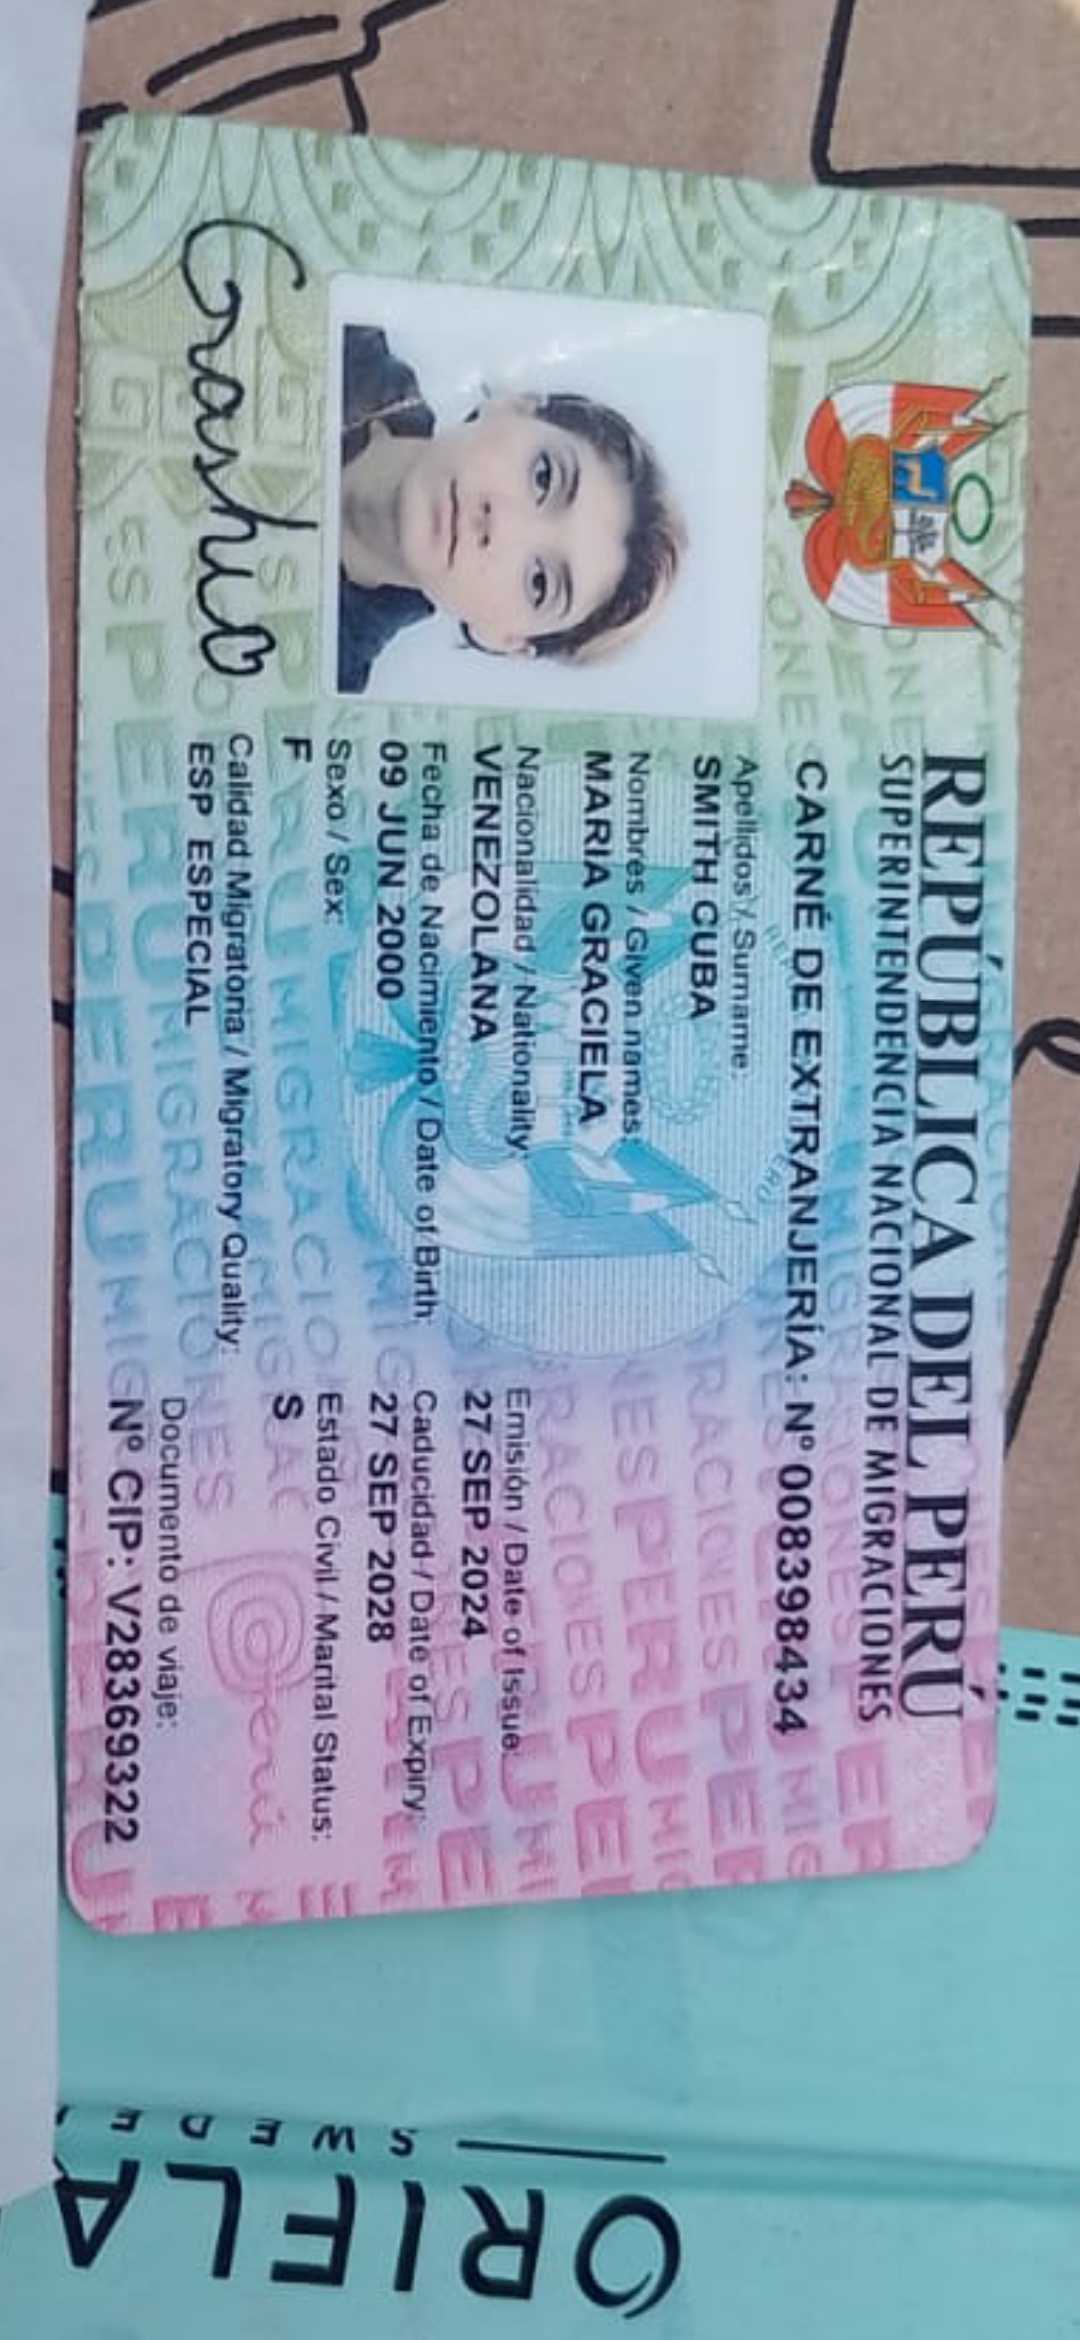 REPÚBLICA DEL PERÚ
SUPERINTENDENCIA NACIONAL DE MIGRACIONES
CARNÉ DE EXTRANJERÍA: Nº 008398434
Apellidos / Surname:
SMITH CUBA
Nombres / Given names:
MARIA GRACIELA
Nacionalidad / Nationality
VENEZOLANA
Emisión / Date of Issue:
27 SEP 2024
Fecha de Nacimiento / Date of Birth:
09 JUN 2000
Caducidad / Date of Expiry:
27 SEP 2028
Sexo / Sex:
F
Estado Civil / Marital Status:
S
Calidad Migratoria / Migratory Quality:
ESP ESPECIAL
Documento de viaje:
Nº CIP: V28369322
ORIFLA
SWEDE